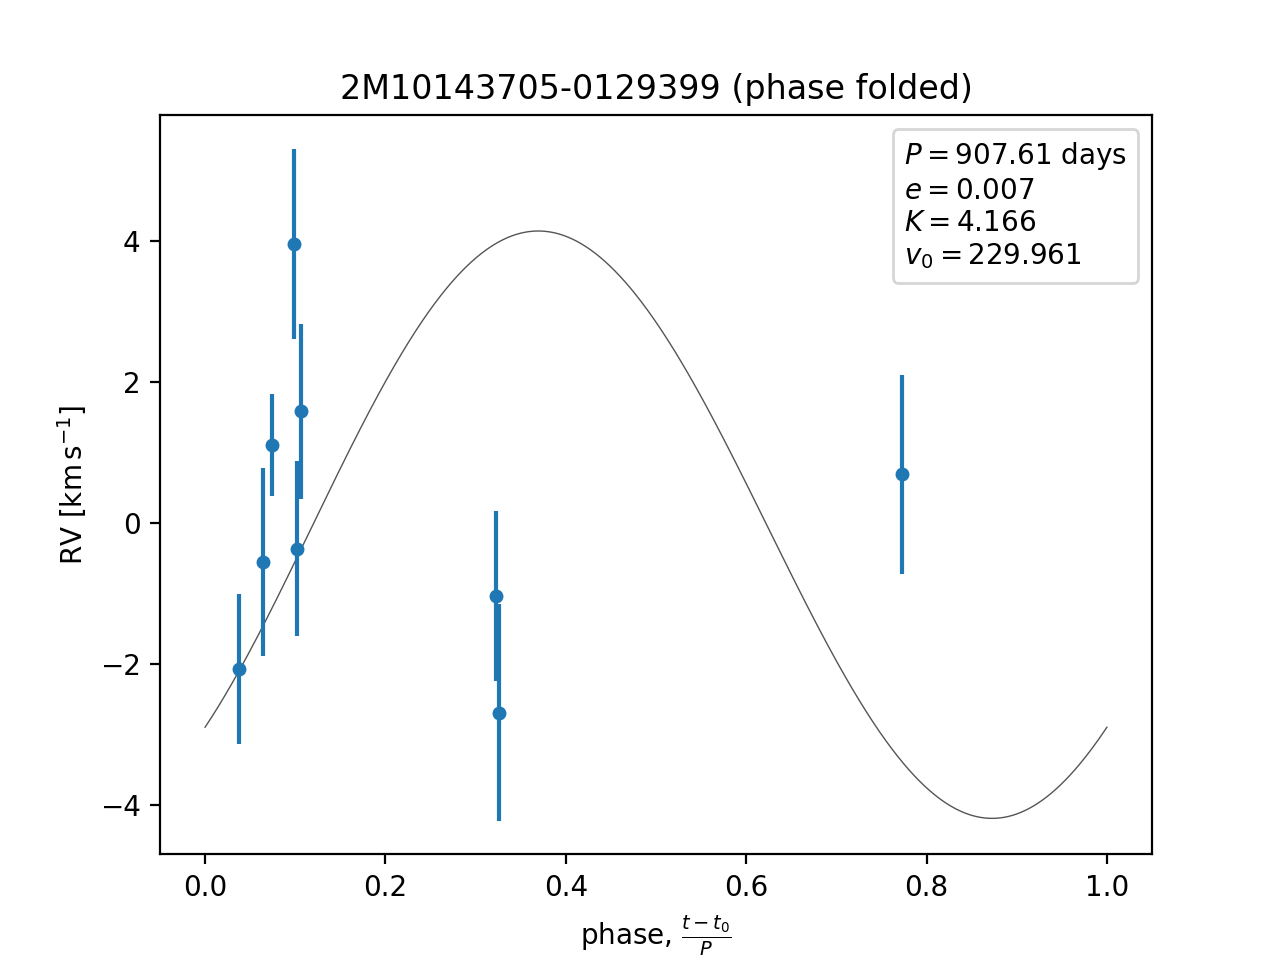 2M10143705-0129399 (phase folded)
P = 907.61 days
e = 0.007
K = 4.166
v₀ = 229.961
RV [km s⁻¹]
4
2
0
−2
−4
0.0 0.2 0.4 0.6 0.8 1.0
phase, (t − t₀)/P